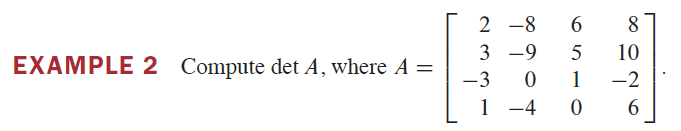 2 −8 6 8
3 −9 5 10
EXAMPLE 2 Compute det A, where A = .
−3 0 1 −2
1 −4 0 6